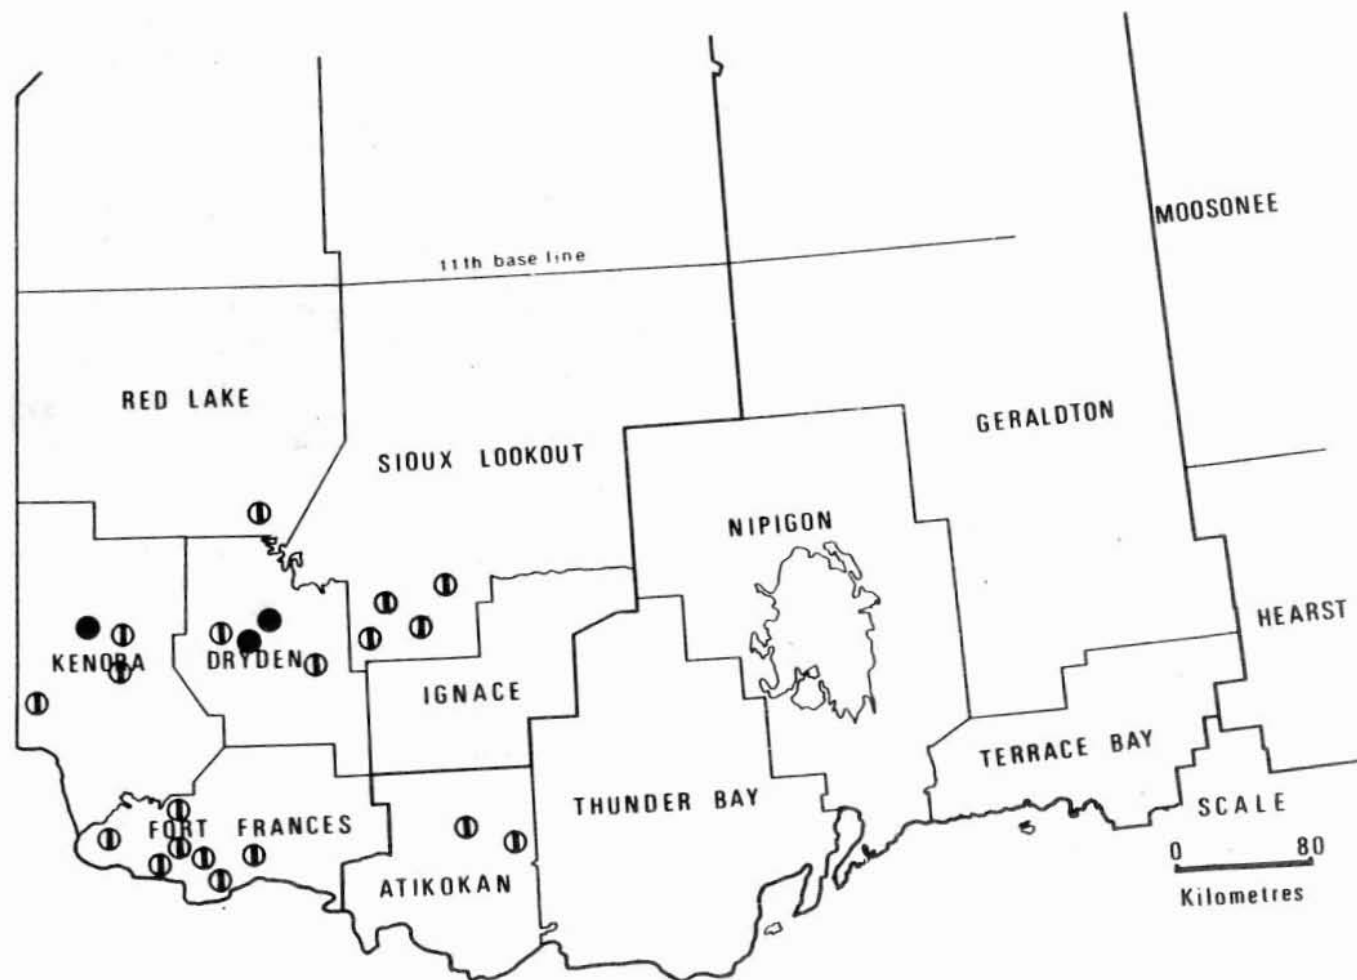 MOOSONEE
11th base line
RED LAKE
SIOUX LOOKOUT
GERALDTON
NIPIGON
HEARST
KENORA
DRYDEN
IGNACE
TERRACE BAY
THUNDER BAY
SCALE
FORT FRANCES
0 80
ATIKOKAN
Kilometres